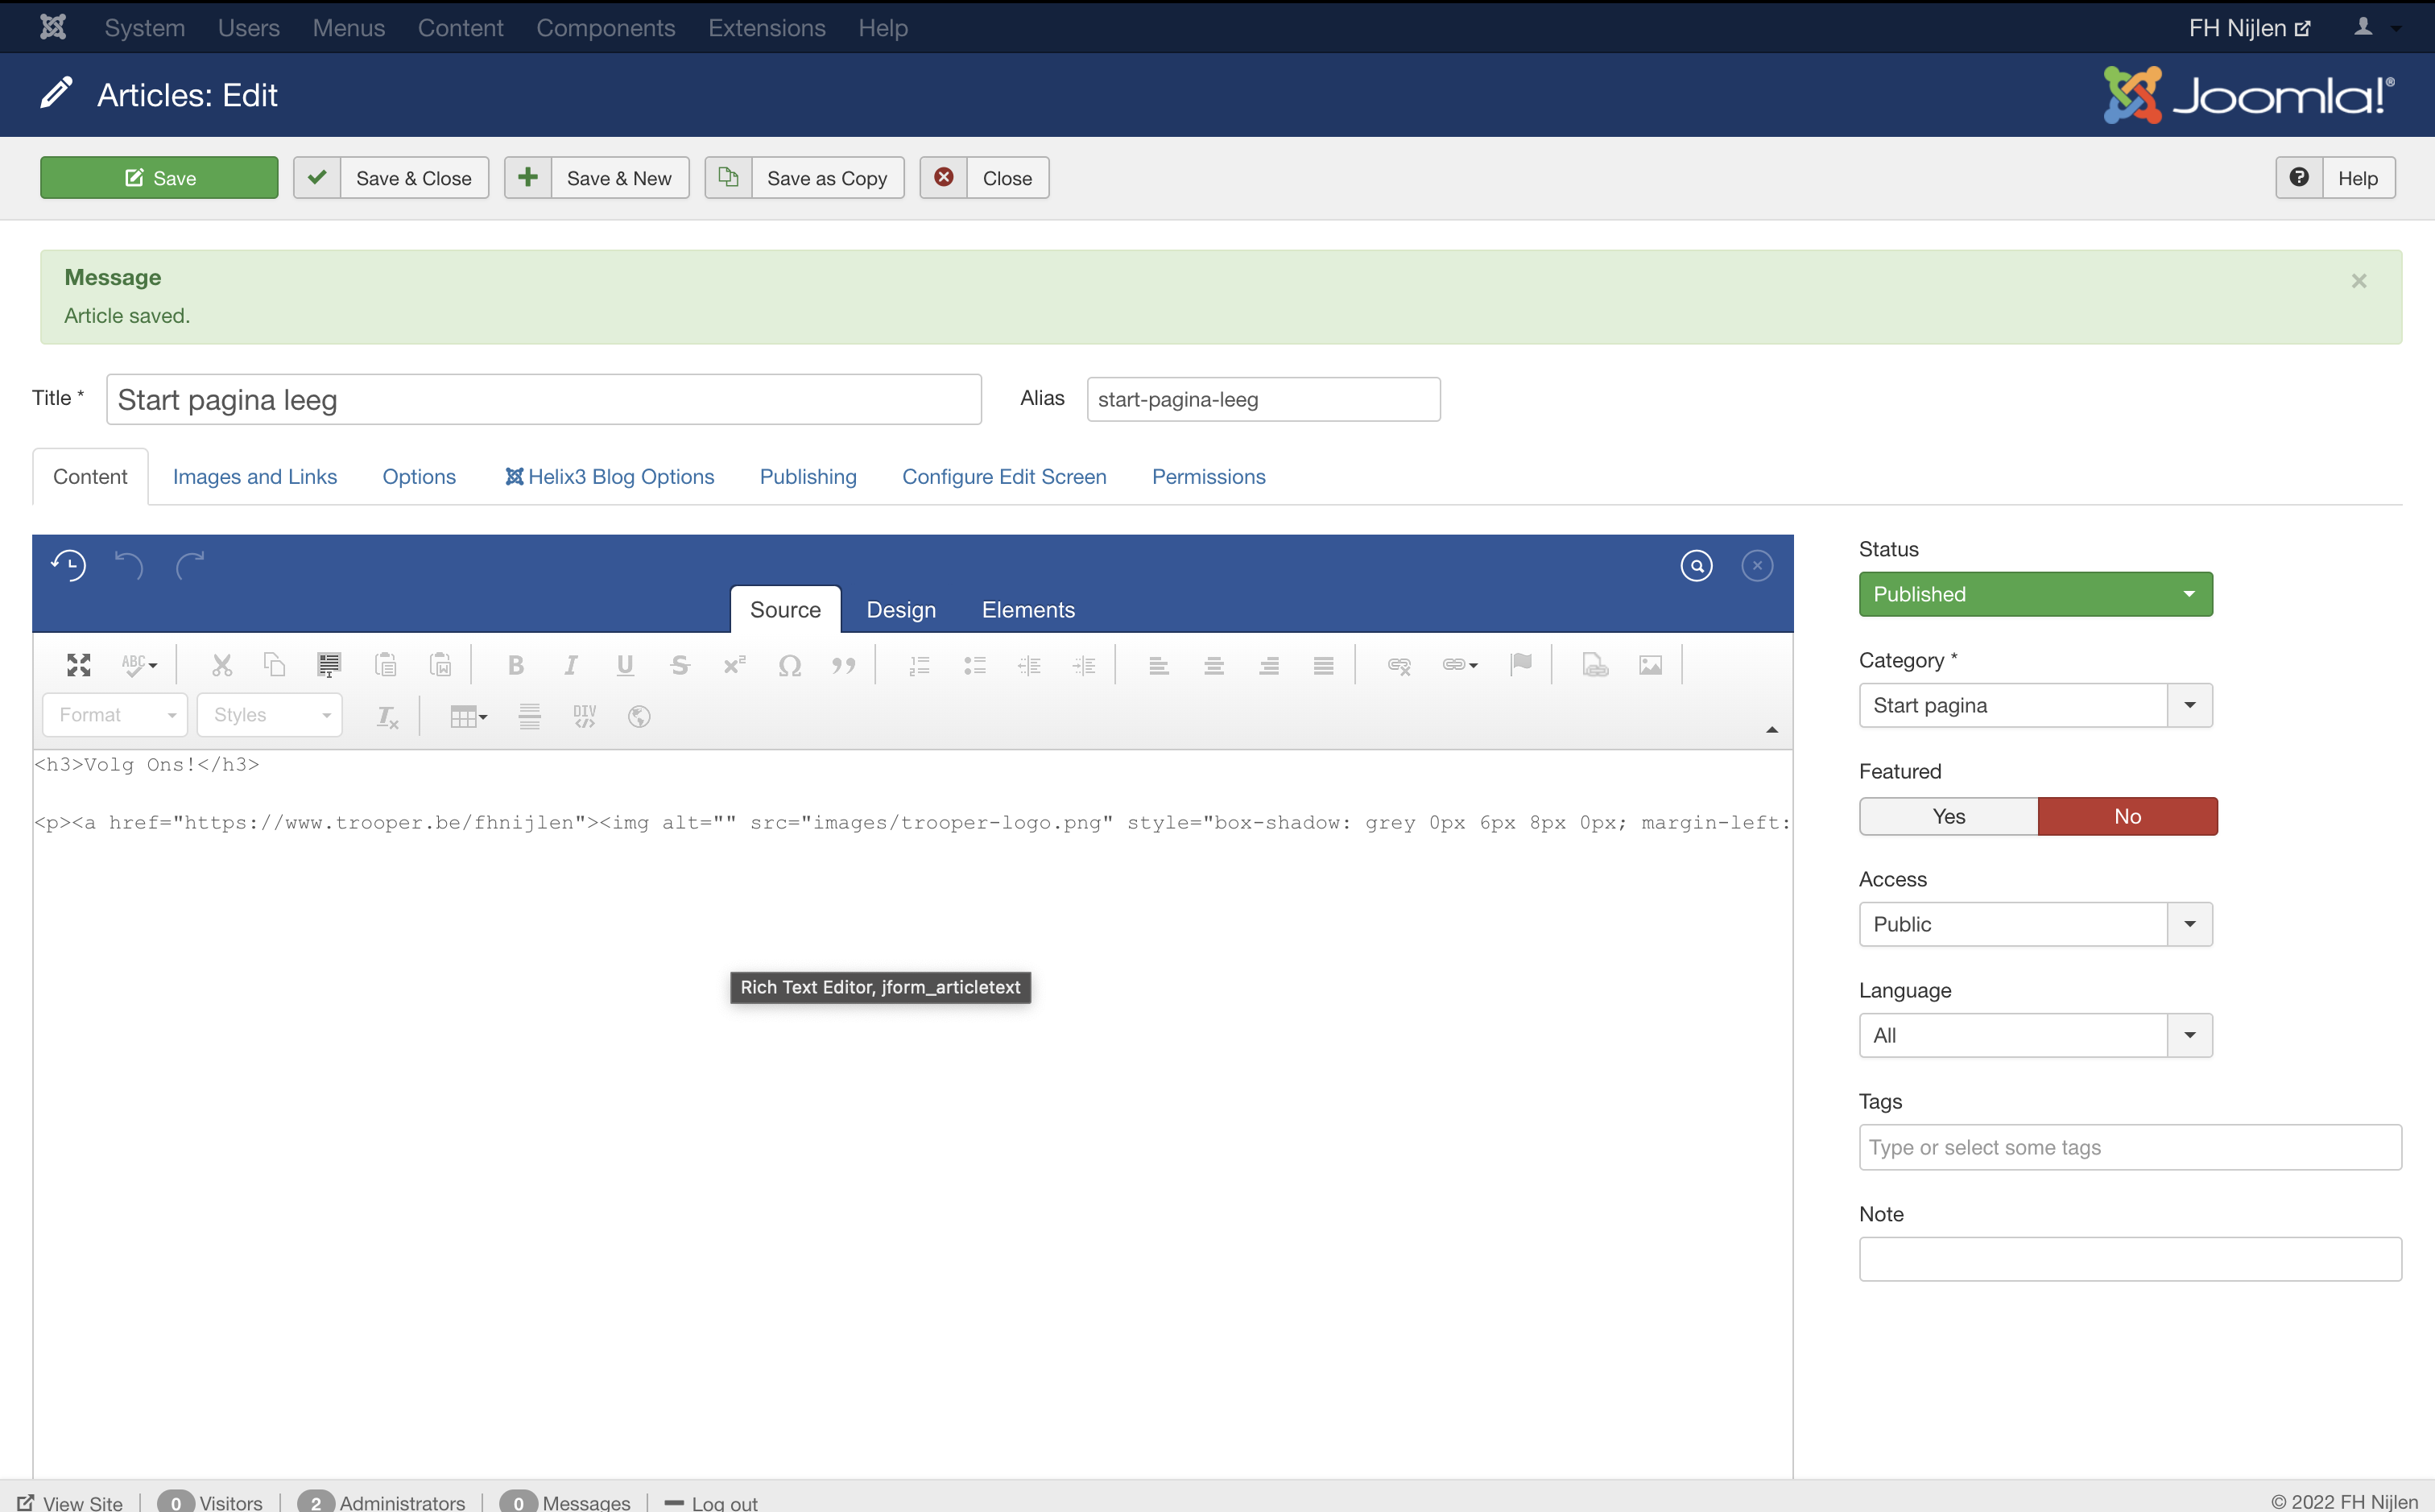 System Users Menus Content Components Extensions Help FH Nijlen
Articles: Edit Joomla!®
Save Save & Close Save & New Save as Copy Close Help
Message
Article saved.
Title * Start pagina leeg Alias start-pagina-leeg
Content Images and Links Options Helix3 Blog Options Publishing Configure Edit Screen Permissions
Source Design Elements
ABC B I U S x² Ω ”
Format Styles Tx DIV </>
<h3>Volg Ons!</h3>
<p><a href="https://www.trooper.be/fhnijlen"><img alt="" src="images/trooper-logo.png" style="box-shadow: grey 0px 6px 8px 0px; margin-left:
Rich Text Editor, jform_articletext
Status
Published
Category *
Start pagina
Featured
Yes No
Access
Public
Language
All
Tags
Type or select some tags
Note
View Site 0 Visitors 2 Administrators 0 Messages Log out © 2022 FH Nijlen